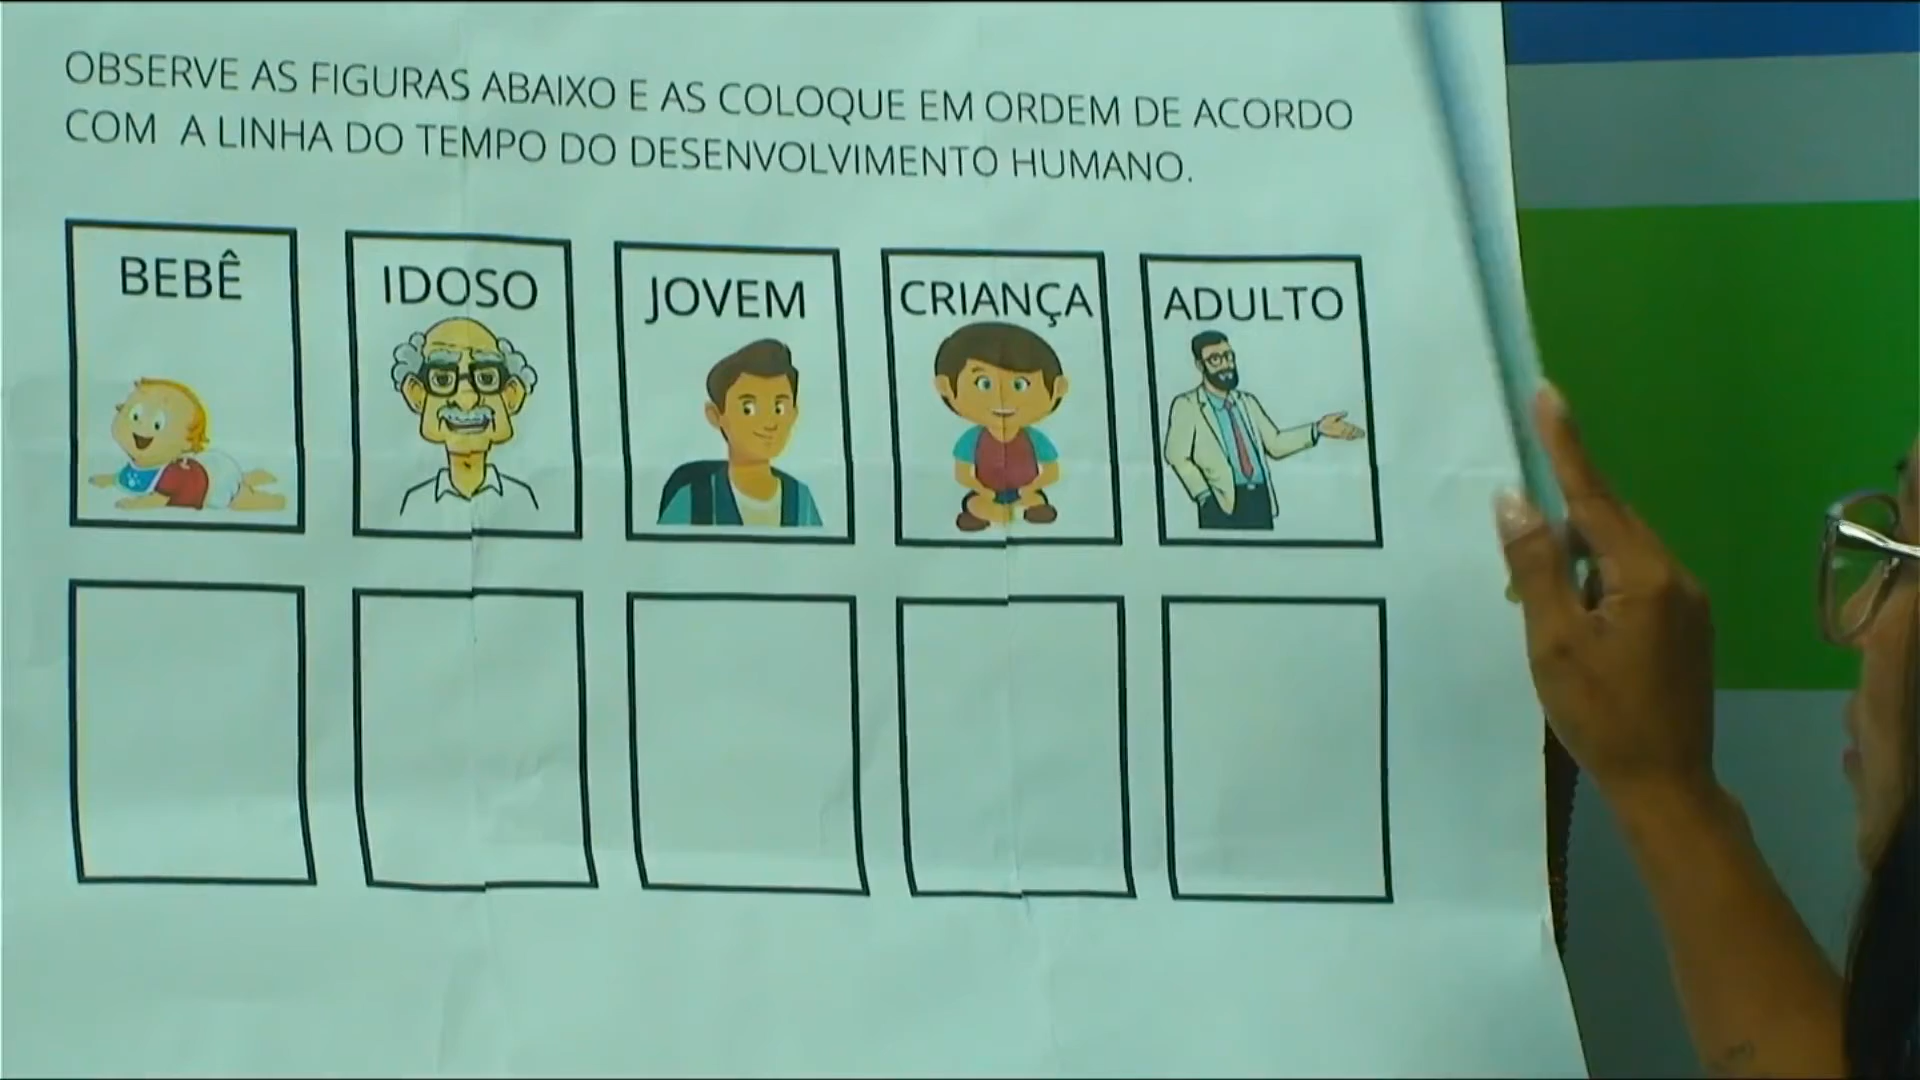 OBSERVE AS FIGURAS ABAIXO E AS COLOQUE EM ORDEM DE ACORDO
COM A LINHA DO TEMPO DO DESENVOLVIMENTO HUMANO.
BEBÊ
IDOSO
JOVEM
CRIANÇA
ADULTO